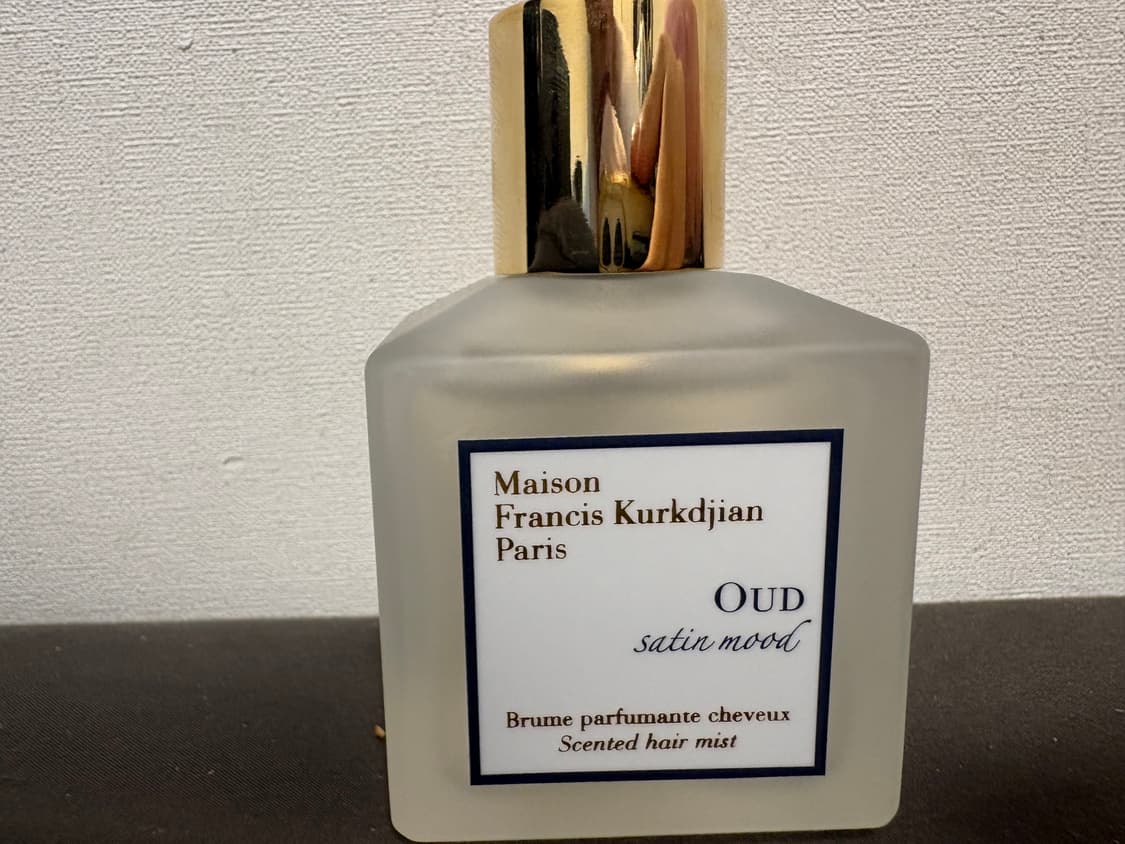 Maison
Francis Kurkdjian
Paris
OUD
satin mood
Brume parfumante cheveux
Scented hair mist